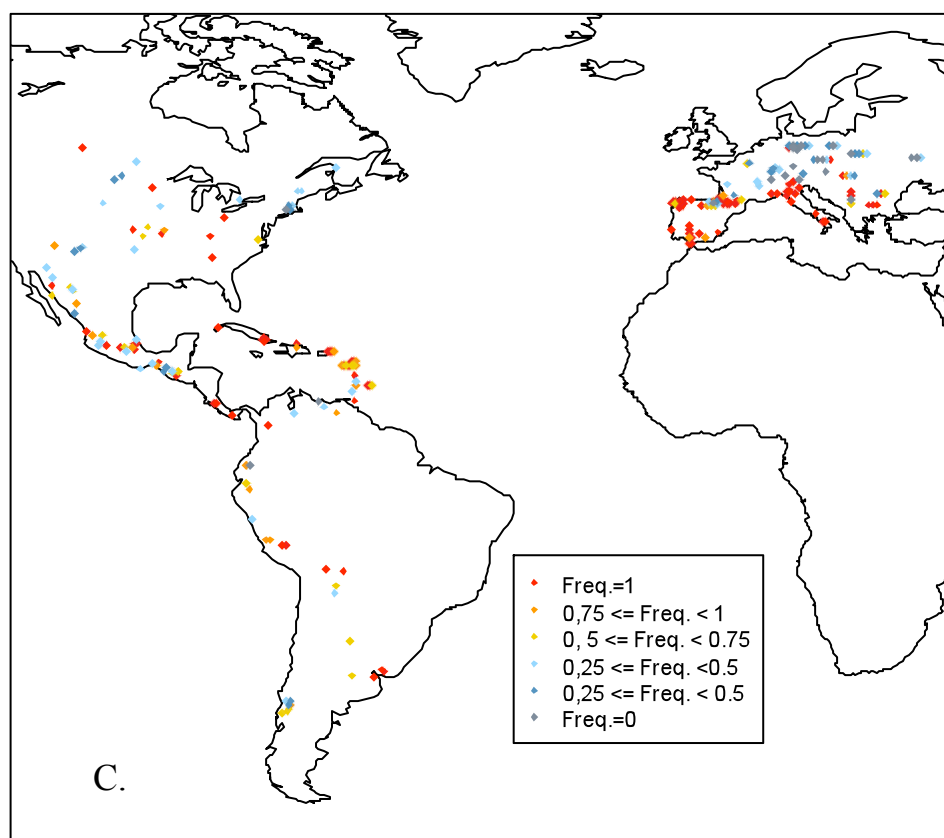 Freq.=1
0,75 <= Freq. < 1
0, 5 <= Freq. < 0.75
0,25 <= Freq. <0.5
0,25 <= Freq. < 0.5
Freq.=0
C.